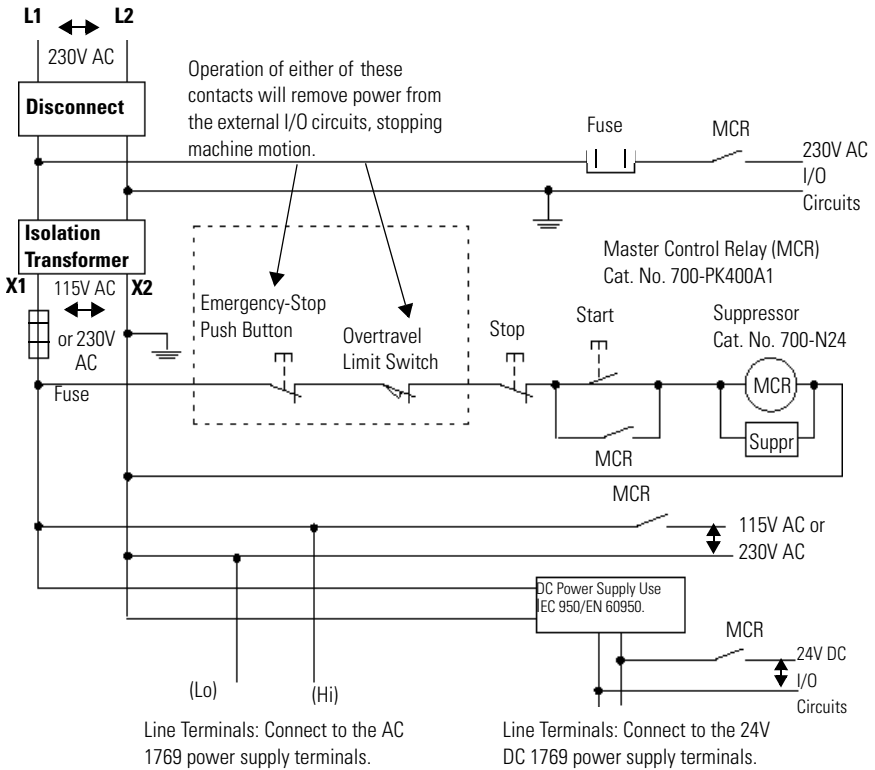 L1
L2
230V AC
Disconnect
Operation of either of these
contacts will remove power from
the external I/O circuits, stopping
machine motion.
Fuse
MCR
230V AC
I/O
Circuits
Isolation
Transformer
X1
115V AC
X2
or 230V
AC
Fuse
Emergency-Stop
Push Button
Overtravel
Limit Switch
Stop
Start
Master Control Relay (MCR)
Cat. No. 700-PK400A1
Suppressor
Cat. No. 700-N24
MCR
Suppr
MCR
MCR
115V AC or
230V AC
DC Power Supply Use
IEC 950/EN 60950.
MCR
24V DC
I/O
Circuits
(Lo)
(Hi)
Line Terminals: Connect to the AC
1769 power supply terminals.
Line Terminals: Connect to the 24V
DC 1769 power supply terminals.